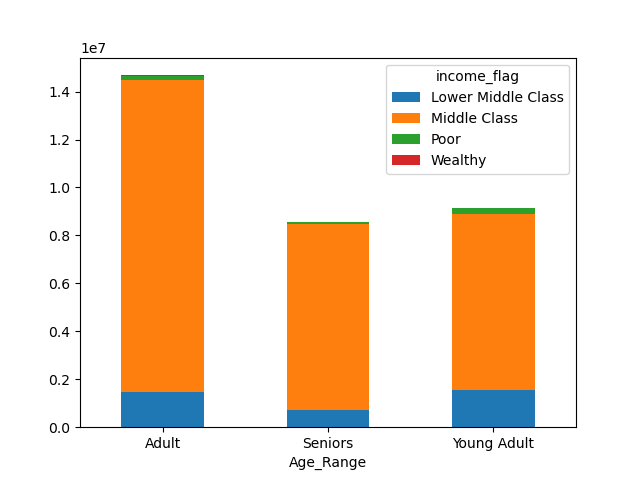 1e7
1.4
1.2
1.0
0.8
0.6
0.4
0.2
0.0
income_flag
Lower Middle Class
Middle Class
Poor
Wealthy
Adult Seniors Young Adult
Age_Range